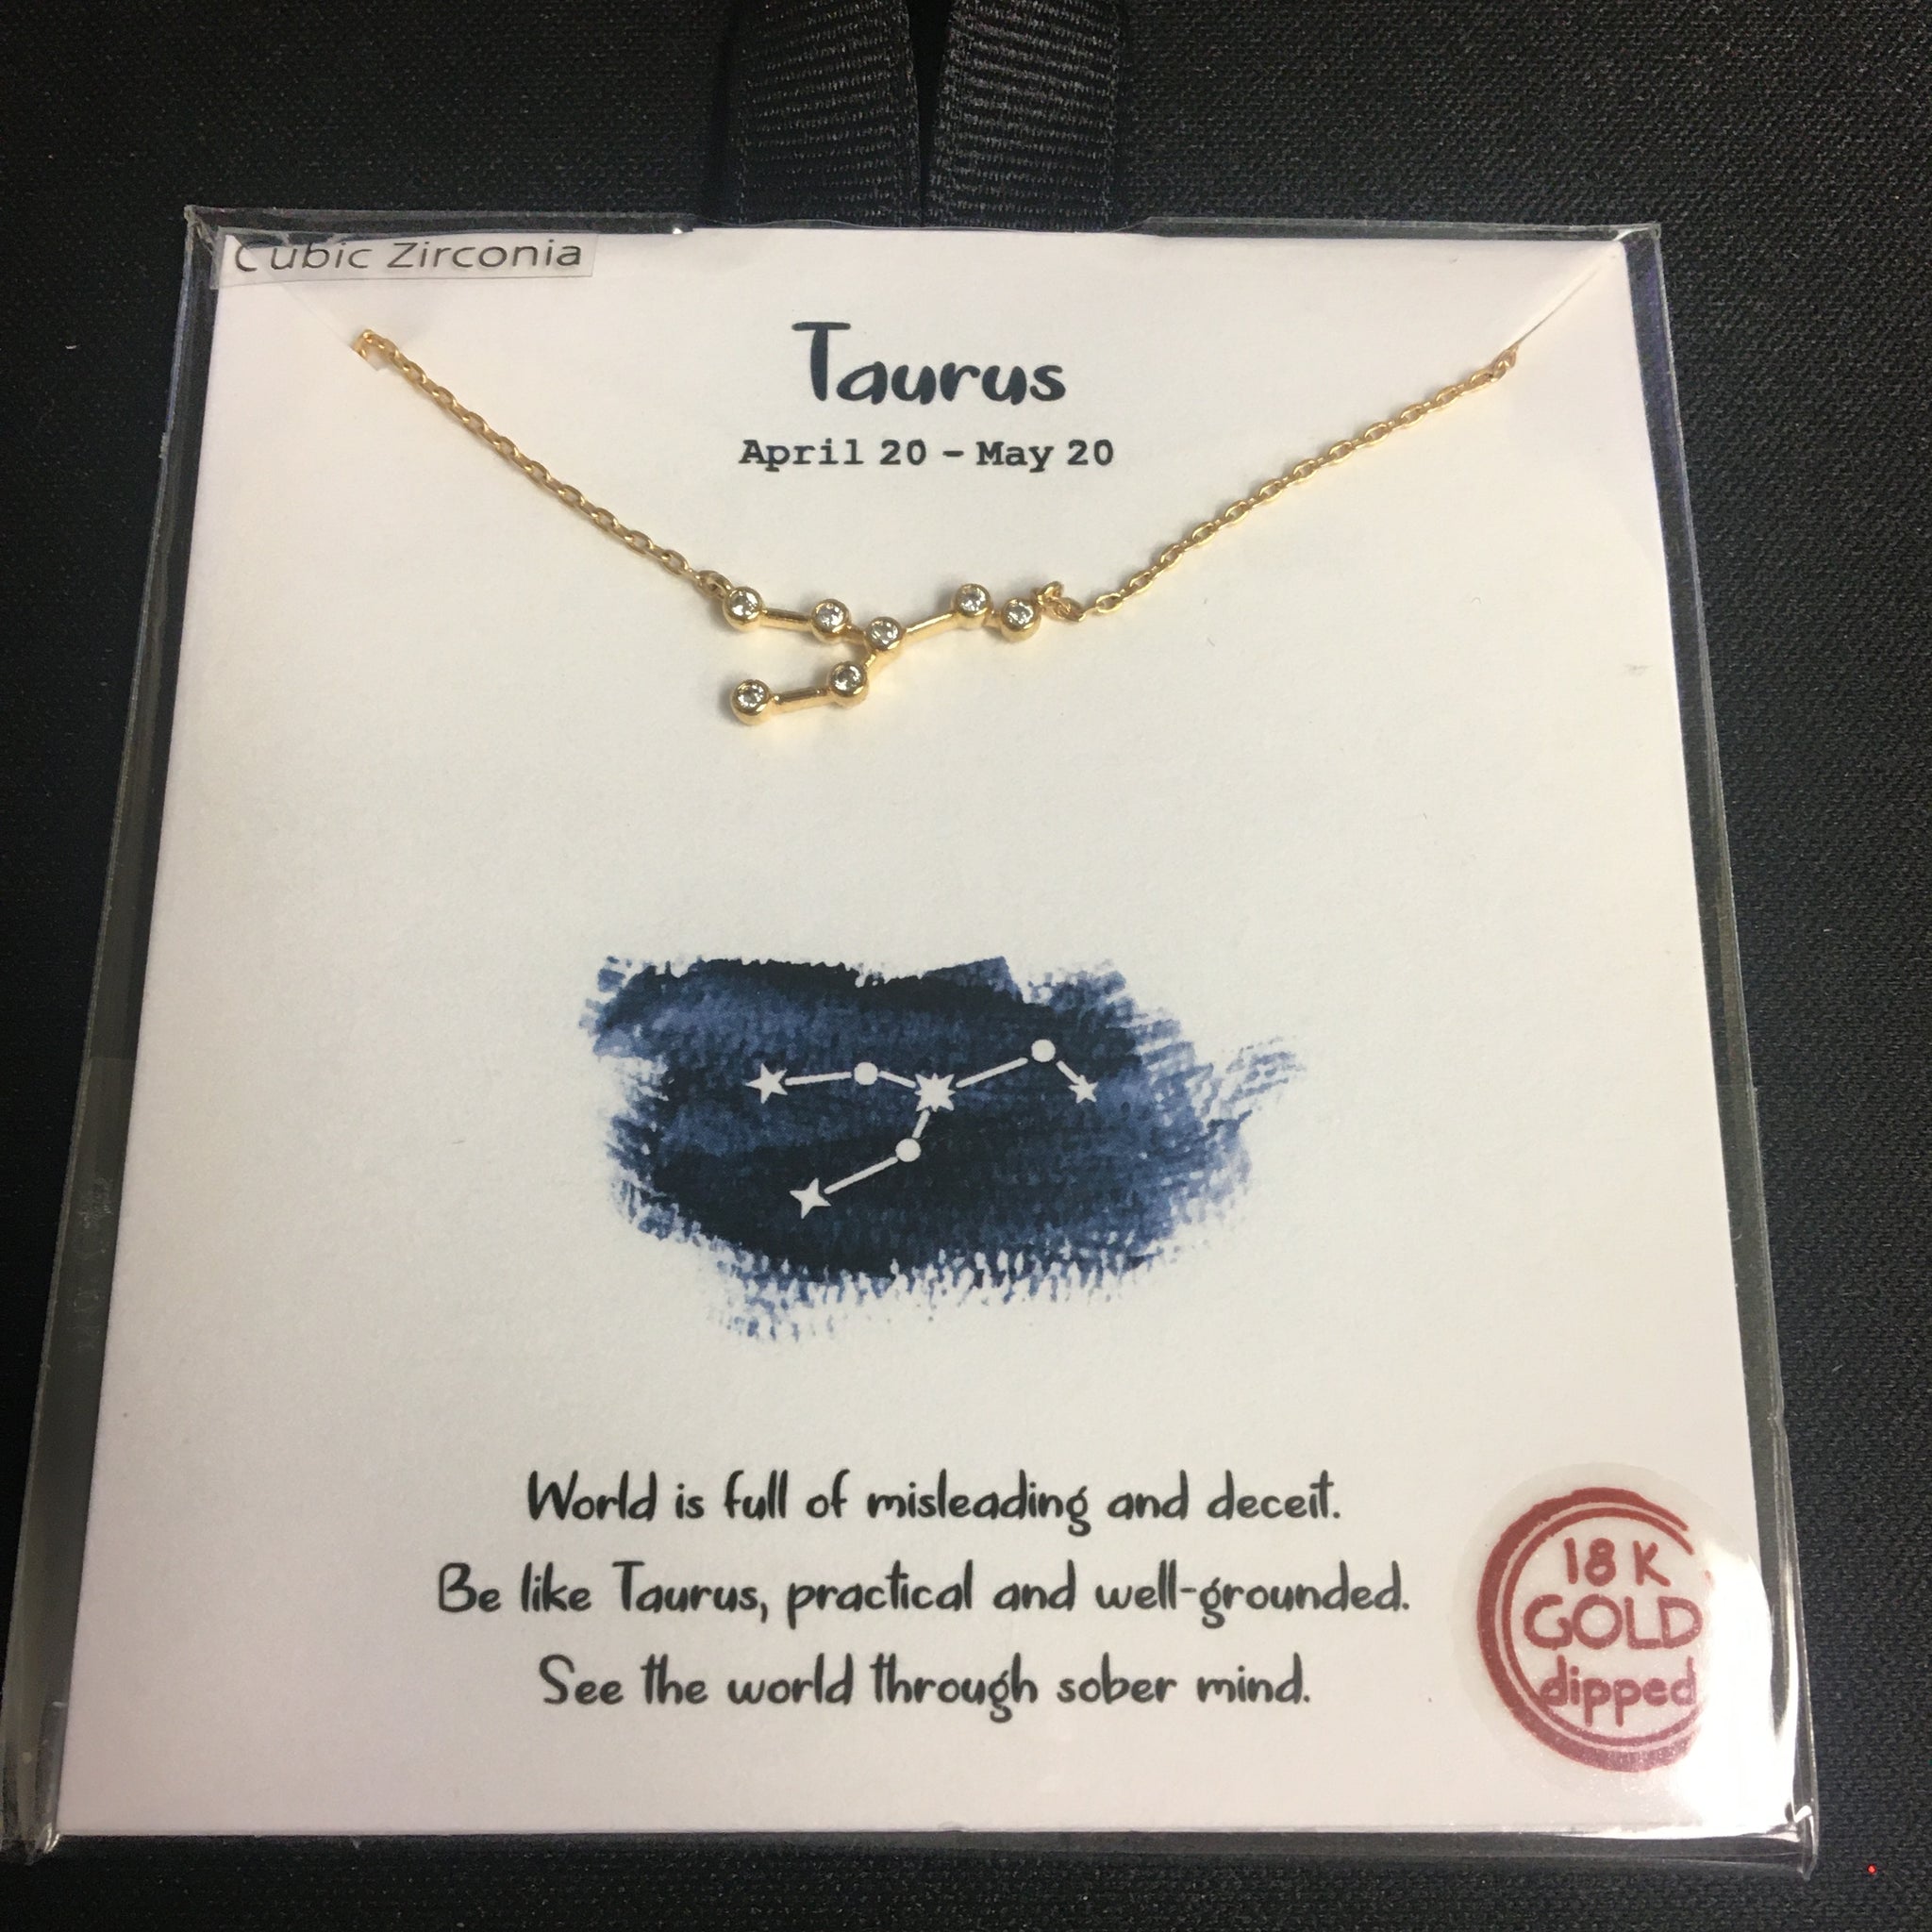 Cubic Zirconia
Taurus
April 20 - May 20
World is full of misleading and deceit.
Be like Taurus, practical and well-grounded.
See the world through sober mind.
18 K
GOLD
dipped